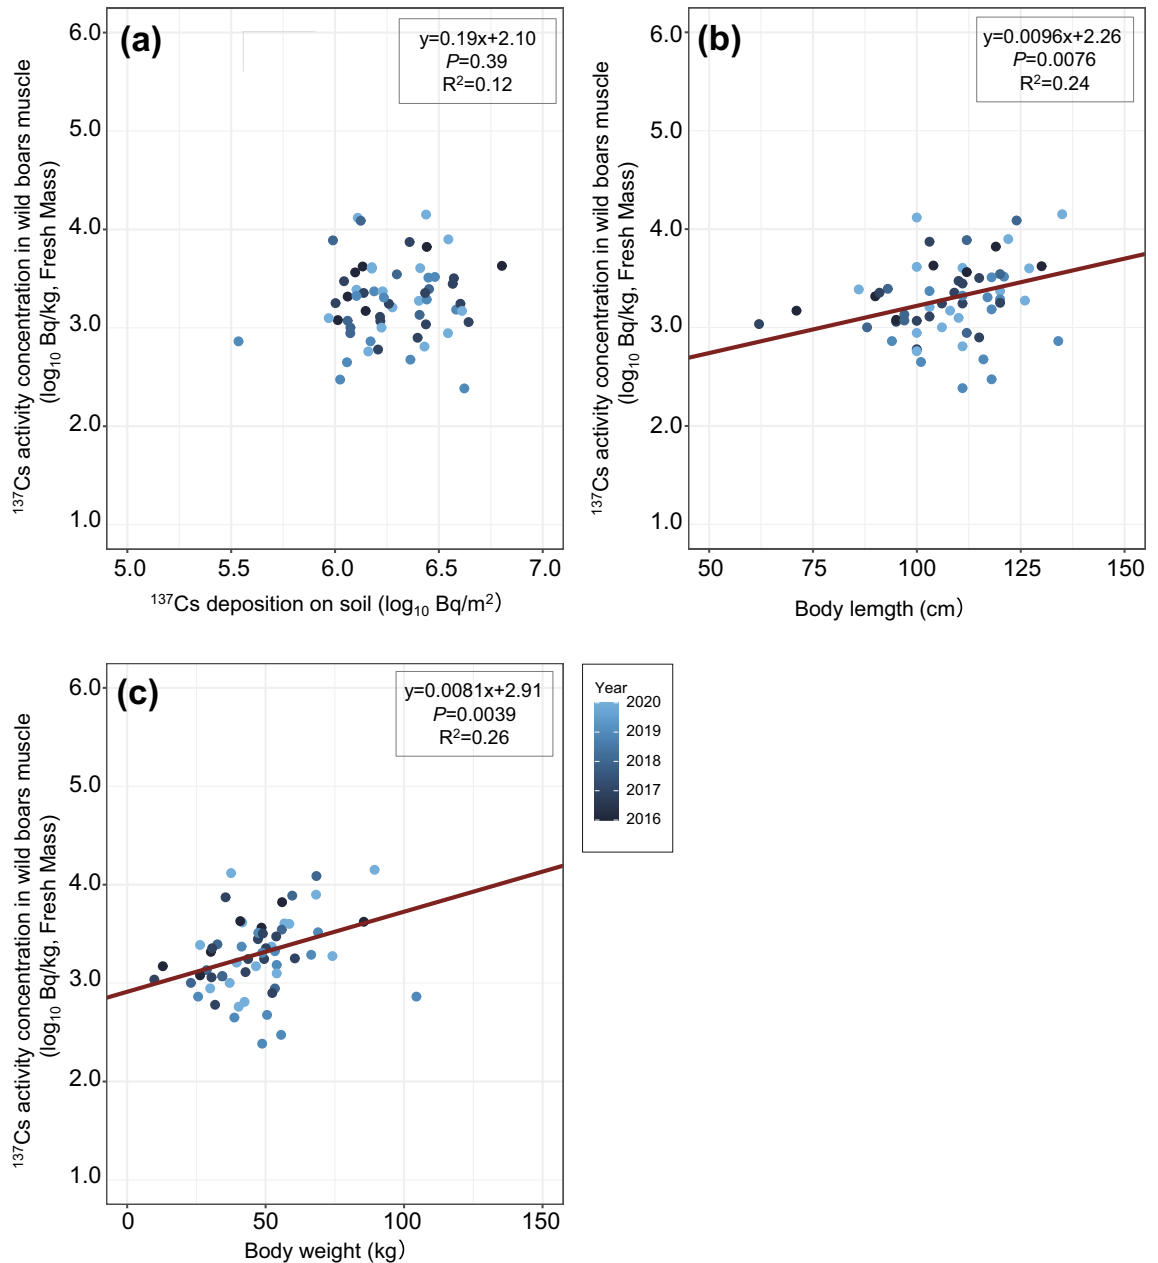 (a)
y=0.19x+2.10
P=0.39
R²=0.12
6.0
5.0
4.0
3.0
2.0
1.0
¹³⁷Cs activity concentration in wild boars muscle
(log₁₀ Bq/kg, Fresh Mass)
5.0 5.5 6.0 6.5 7.0
¹³⁷Cs deposition on soil (log₁₀ Bq/m²)
(b)
y=0.0096x+2.26
P=0.0076
R²=0.24
6.0
5.0
4.0
3.0
2.0
1.0
¹³⁷Cs activity concentration in wild boars muscle
(log₁₀ Bq/kg, Fresh Mass)
50 75 100 125 150
Body length (cm)
(c)
y=0.0081x+2.91
P=0.0039
R²=0.26
6.0
5.0
4.0
3.0
2.0
1.0
¹³⁷Cs activity concentration in wild boars muscle
(log₁₀ Bq/kg, Fresh Mass)
0 50 100 150
Body weight (kg)
Year
2020
2019
2018
2017
2016